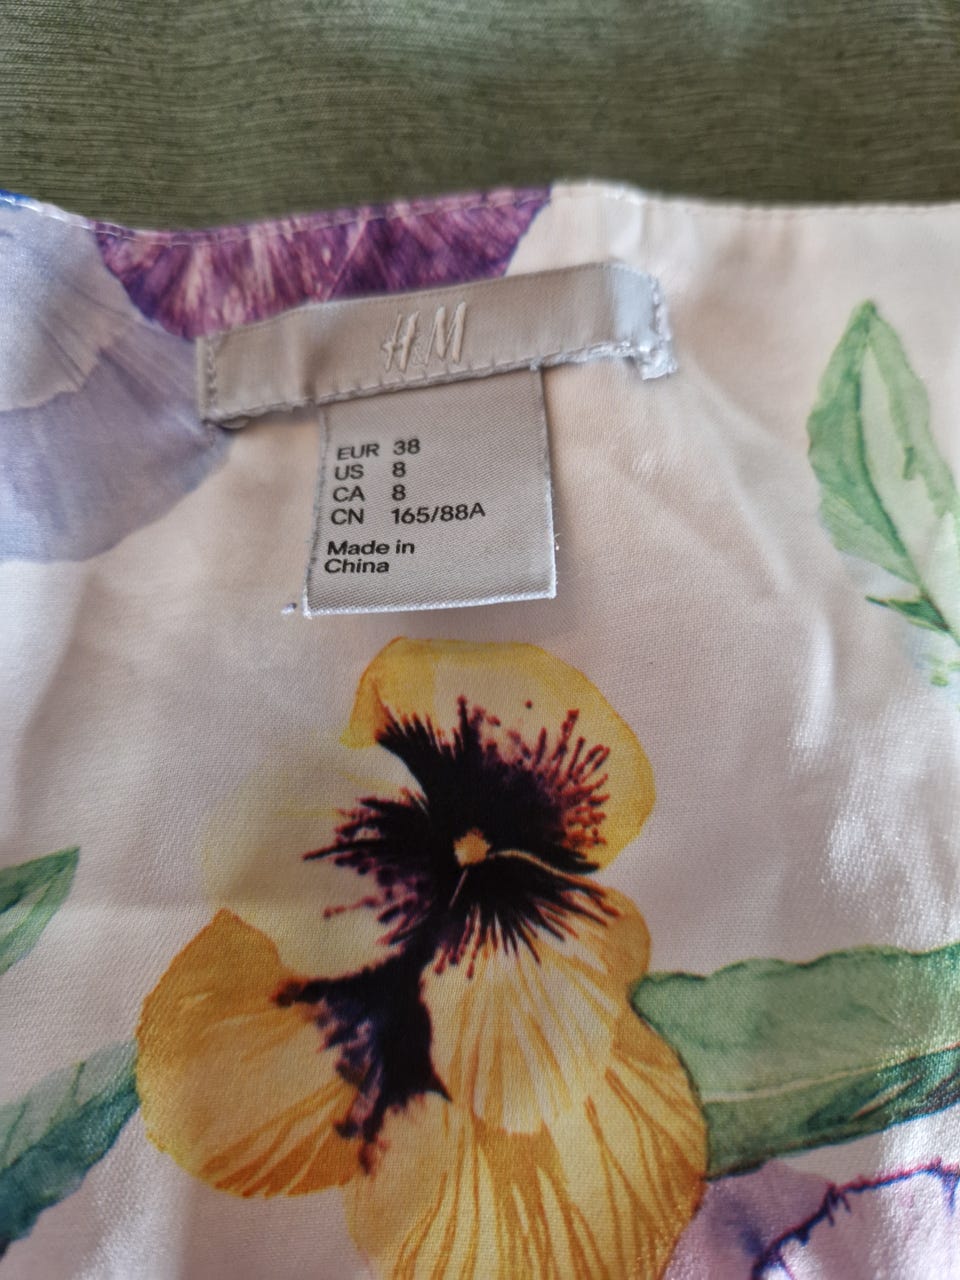 H&M
EUR 38
US 8
CA 8
CN 165/88A
Made in
China